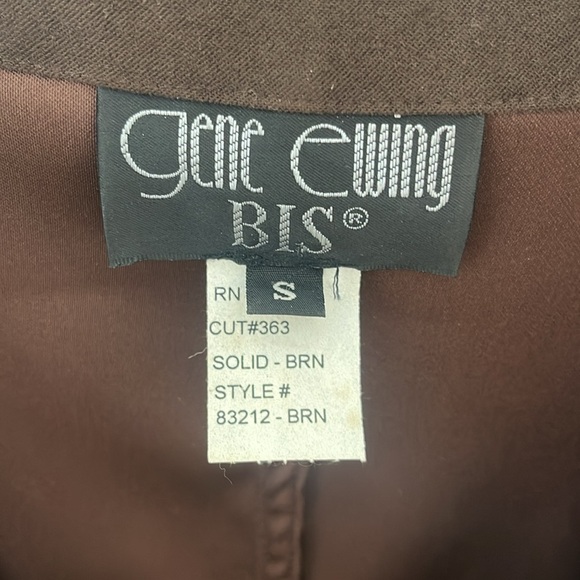 gene ewing
BIS®
S
RN
CUT#363
SOLID - BRN
STYLE #
83212 - BRN